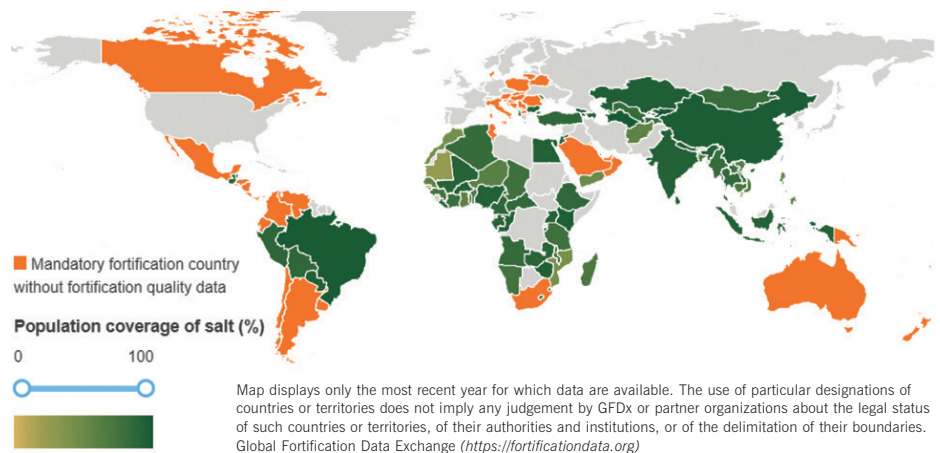 Mandatory fortification country
without fortification quality data
Population coverage of salt (%)
0 100
Map displays only the most recent year for which data are available. The use of particular designations of
countries or territories does not imply any judgement by GFDx or partner organizations about the legal status
of such countries or territories, of their authorities and institutions, or of the delimitation of their boundaries.
Global Fortification Data Exchange (https://fortificationdata.org)